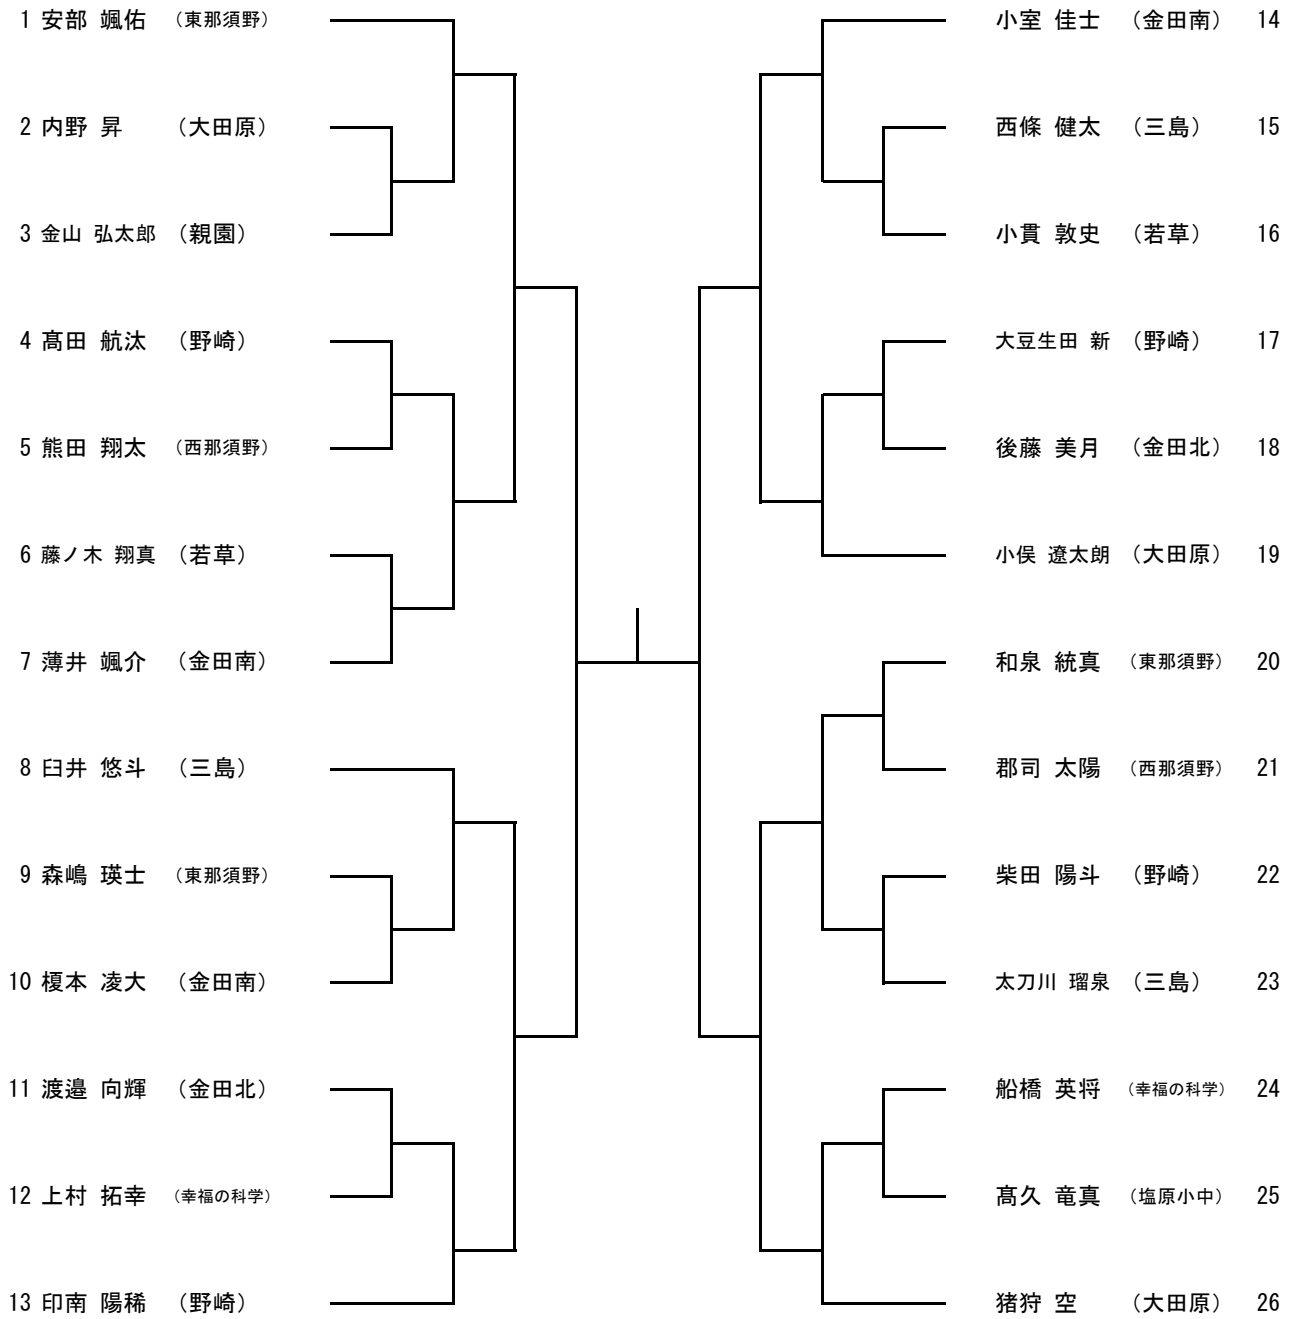 1 安部 颯佑 （東那須野）
2 内野 昇 （大田原）
3 金山 弘太郎 （親園）
4 髙田 航汰 （野崎）
5 熊田 翔太 （西那須野）
6 藤ノ木 翔真 （若草）
7 薄井 颯介 （金田南）
8 臼井 悠斗 （三島）
9 森嶋 瑛士 （東那須野）
10 榎本 凌大 （金田南）
11 渡邉 向輝 （金田北）
12 上村 拓幸 （幸福の科学）
13 印南 陽稀 （野崎）
小室 佳士 （金田南） 14
西條 健太 （三島） 15
小貫 敦史 （若草） 16
大豆生田 新 （野崎） 17
後藤 美月 （金田北） 18
小俣 遼太朗 （大田原） 19
和泉 統真 （東那須野） 20
郡司 太陽 （西那須野） 21
柴田 陽斗 （野崎） 22
太刀川 瑠泉 （三島） 23
船橋 英将 （幸福の科学） 24
髙久 竜真 （塩原小中） 25
猪狩 空 （大田原） 26